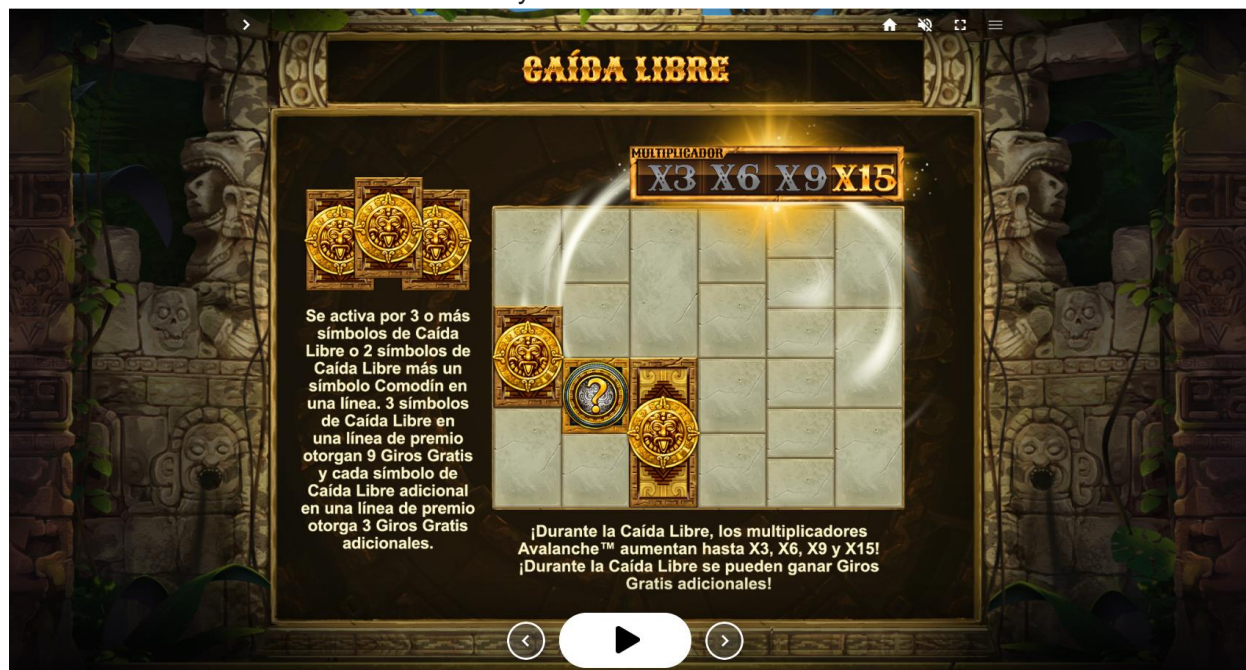 CAÍDA LIBRE
MULTIPLICADOR
X3 X6 X9 X15
Se activa por 3 o más
símbolos de Caída
Libre o 2 símbolos de
Caída Libre más un
símbolo Comodín en
una línea. 3 símbolos
de Caída Libre en
una línea de premio
otorgan 9 Giros Gratis
y cada símbolo de
Caída Libre adicional
en una línea de premio
otorga 3 Giros Gratis
adicionales.
?
¡Durante la Caída Libre, los multiplicadores
Avalanche™ aumentan hasta X3, X6, X9 y X15!
¡Durante la Caída Libre se pueden ganar Giros
Gratis adicionales!